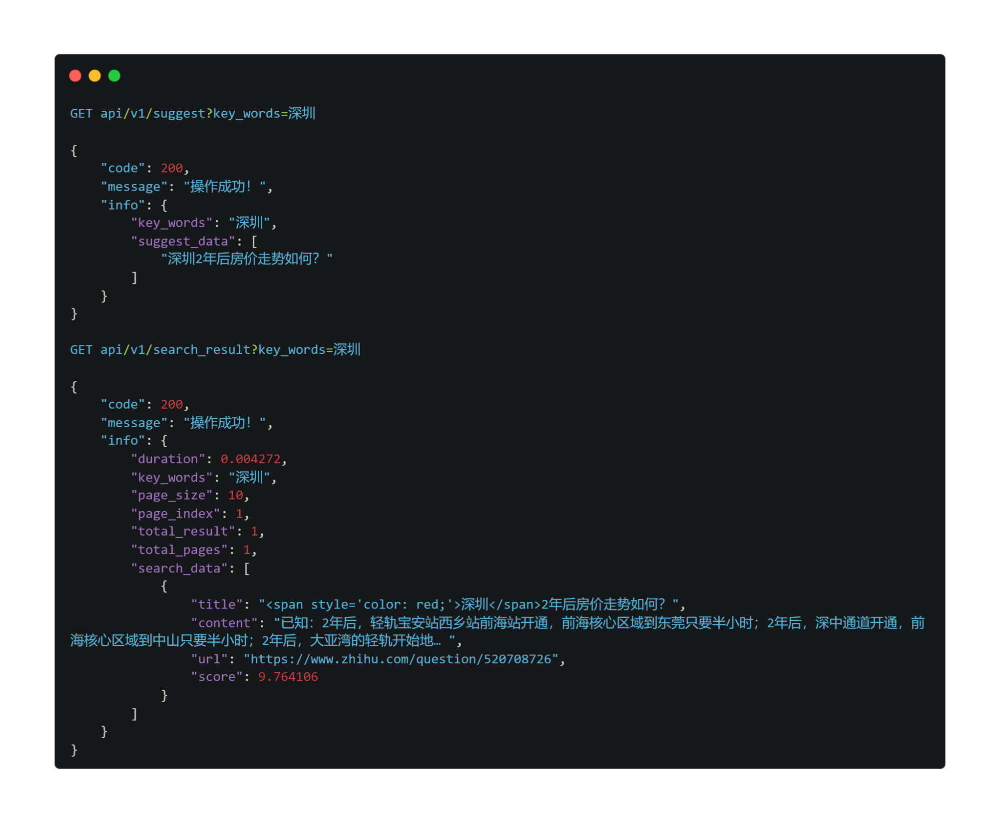 GET api/v1/suggest?key_words=深圳
{
"code": 200,
"message": "操作成功！",
"info": {
"key_words": "深圳",
"suggest_data": [
"深圳2年后房价走势如何？"
]
}
}
GET api/v1/search_result?key_words=深圳
{
"code": 200,
"message": "操作成功！",
"info": {
"duration": 0.004272,
"key_words": "深圳",
"page_size": 10,
"page_index": 1,
"total_result": 1,
"total_pages": 1,
"search_data": [
{
"title": "<span style='color: red;'>深圳</span>2年后房价走势如何？",
"content": "已知：2年后，轻轨宝安站西乡站前海站开通，前海核心区域到东莞只要半小时；2年后，深中通道开通，前
海核心区域到中山只要半小时；2年后，大亚湾的轻轨开始地… ",
"url": "https://www.zhihu.com/question/520708726",
"score": 9.764106
}
]
}
}